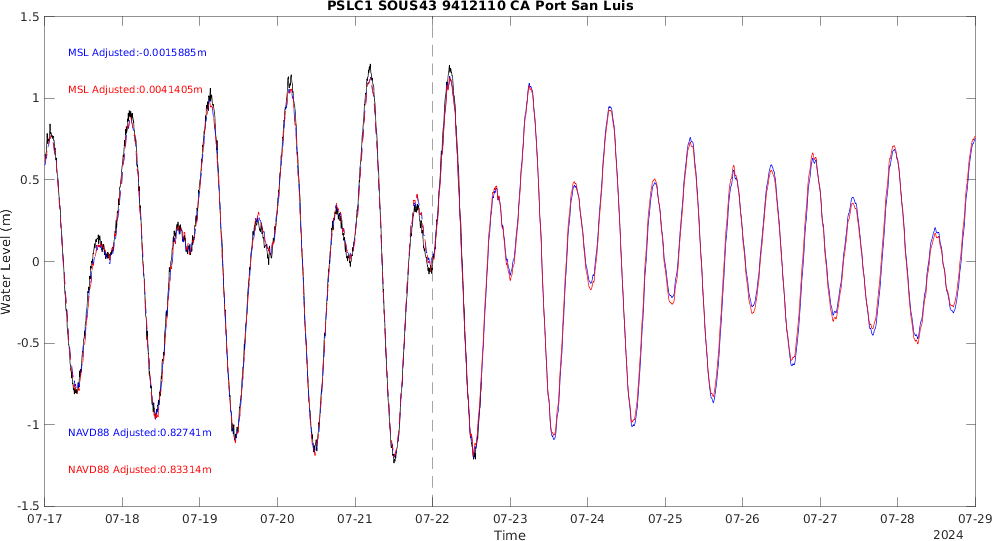 PSLC1 SOUS43 9412110 CA Port San Luis
1.5
MSL Adjusted:-0.0015885m
MSL Adjusted:0.0041405m
1
0.5
Water Level (m)
0
-0.5
-1
NAVD88 Adjusted:0.82741m
NAVD88 Adjusted:0.83314m
-1.5
07-17 07-18 07-19 07-20 07-21 07-22 07-23 07-24 07-25 07-26 07-27 07-28 07-29
Time
2024